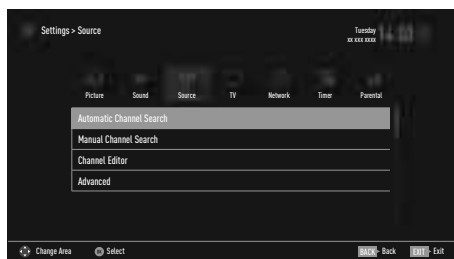 Settings > Source
Tuesday
xx xxx xxxx
Picture Sound Source TV Network Timer Parental
Automatic Channel Search
Manual Channel Search
Channel Editor
Advanced
Change Area OK Select BACK - Back EXIT - Exit